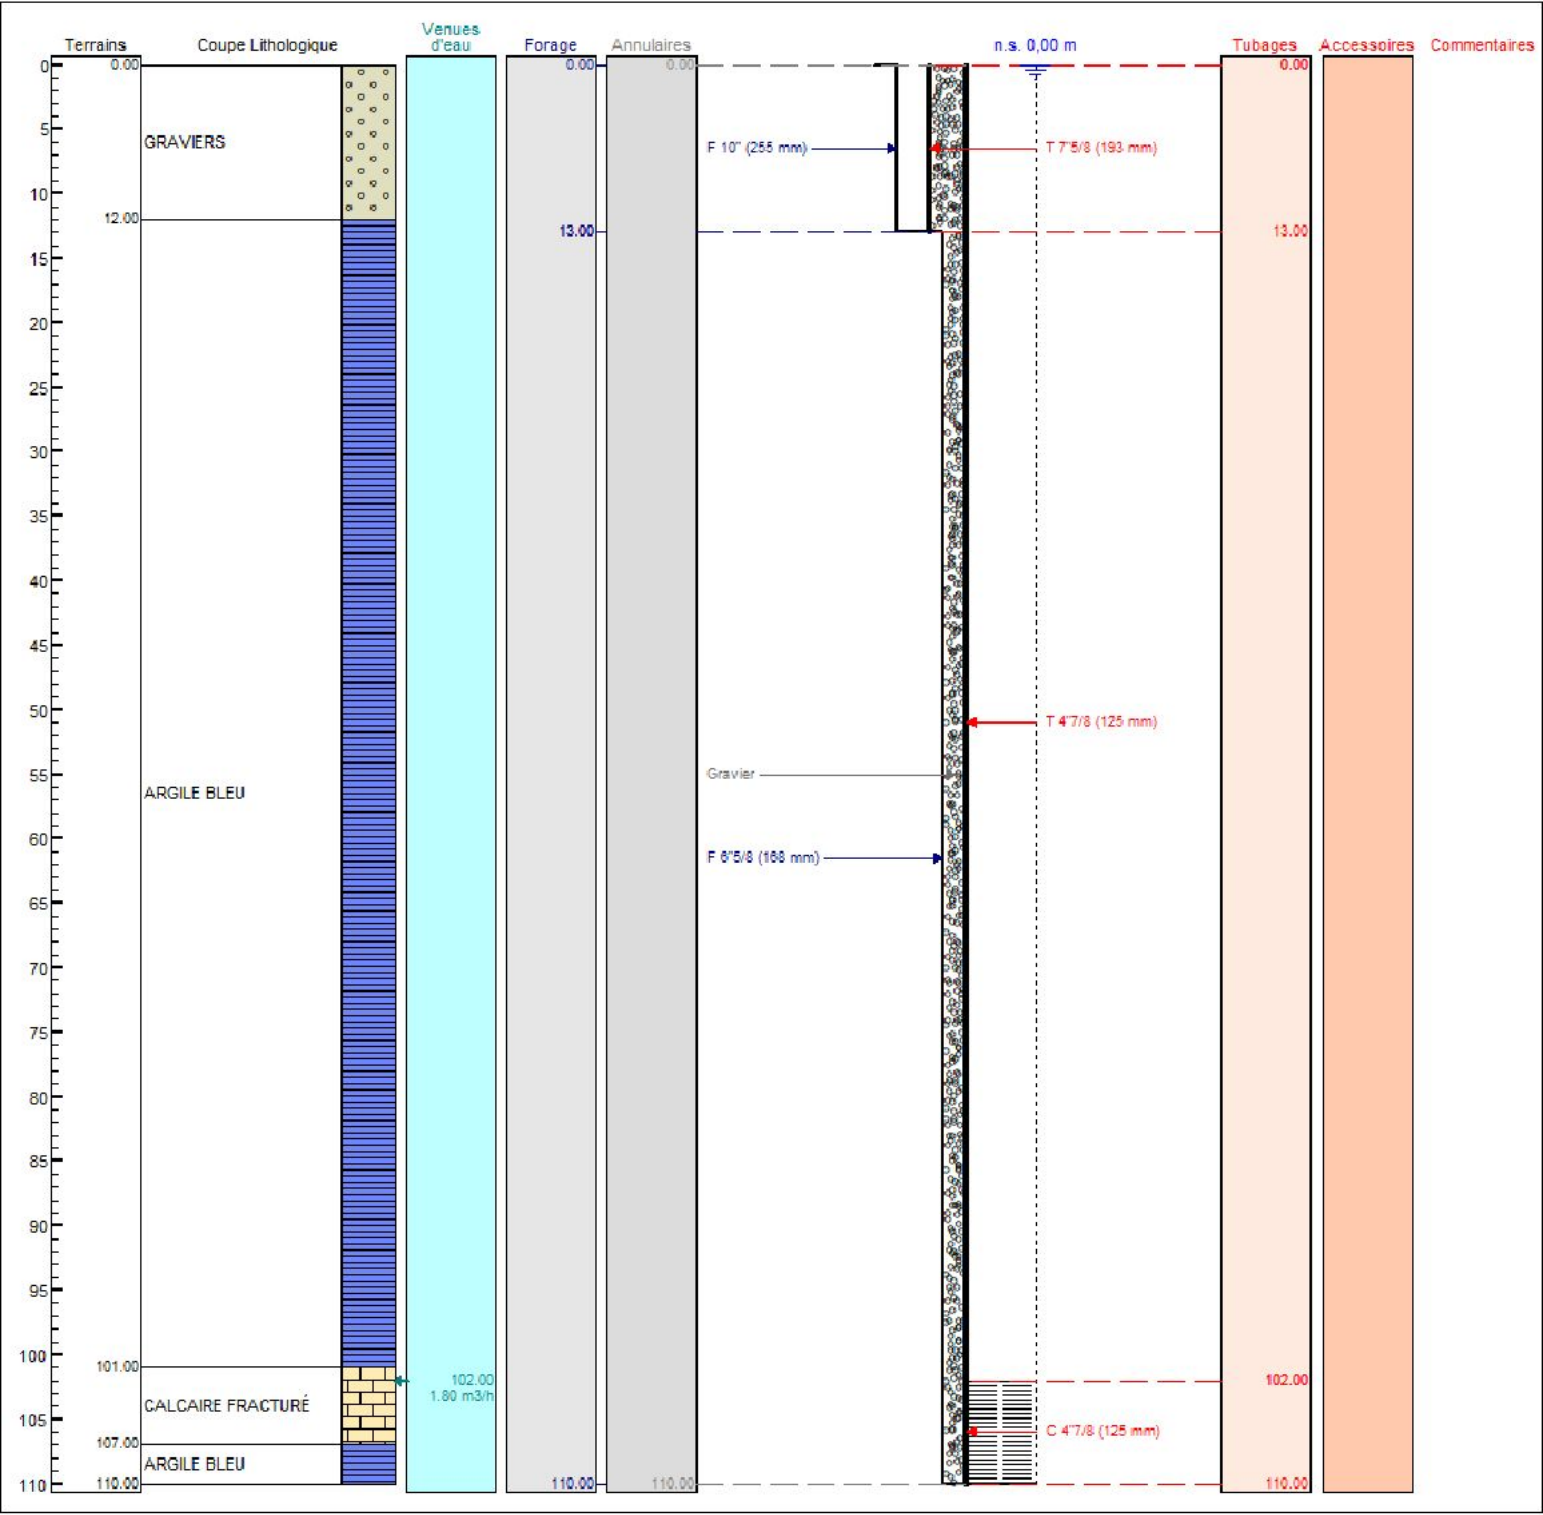 Terrains
Coupe Lithologique
Venues
d'eau
Forage
Annulaires
n.s. 0,00 m
Tubages
Accessoires
Commentaires
0
0.00
0.00
0.00
0.00
5
GRAVIERS
F 10" (255 mm)
T 7"5/8 (193 mm)
10
12.00
13.00
13.00
15
20
25
30
35
40
45
50
T 4"7/8 (125 mm)
55
Gravier
ARGILE BLEU
60
F 6"5/8 (168 mm)
65
70
75
80
85
90
95
100
101.00
102.00
1.80 m3/h
102.00
105
CALCAIRE FRACTURÉ
C 4"7/8 (125 mm)
107.00
ARGILE BLEU
110
110.00
110.00
110.00
110.00